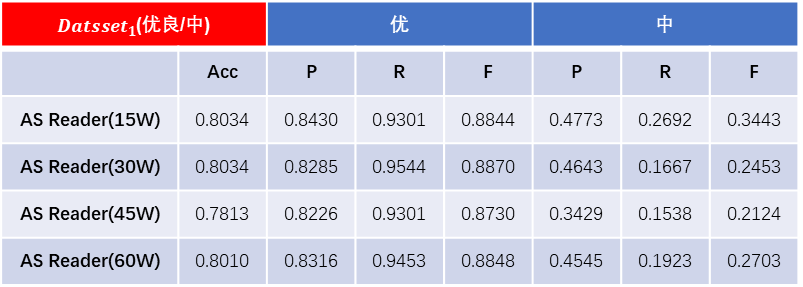 Datsset1(优良/中) 优 中
Acc P R F P R F
AS Reader(15W) 0.8034 0.8430 0.9301 0.8844 0.4773 0.2692 0.3443
AS Reader(30W) 0.8034 0.8285 0.9544 0.8870 0.4643 0.1667 0.2453
AS Reader(45W) 0.7813 0.8226 0.9301 0.8730 0.3429 0.1538 0.2124
AS Reader(60W) 0.8010 0.8316 0.9453 0.8848 0.4545 0.1923 0.2703